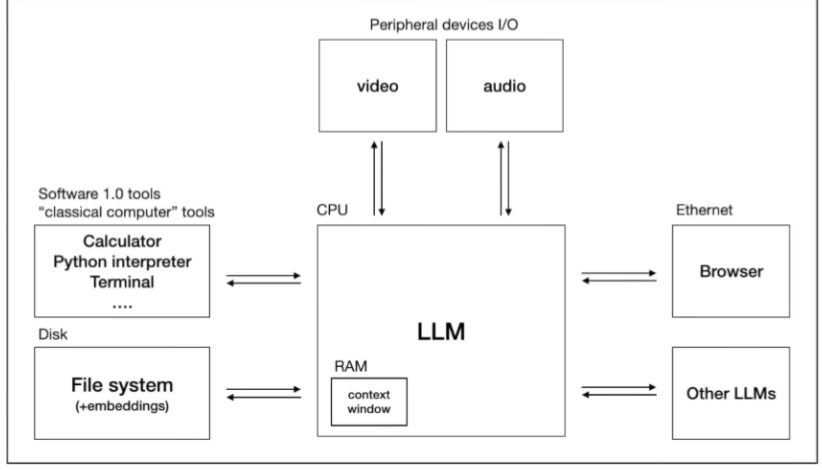 Peripheral devices I/O
video
audio
Software 1.0 tools
“classical computer” tools
CPU
Ethernet
Calculator
Python interpreter
Terminal
....
LLM
Browser
Disk
File system
(+embeddings)
RAM
context
window
Other LLMs